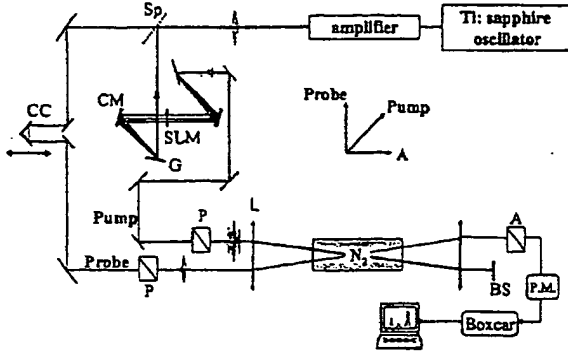 Sp
amplifier
Ti: sapphire
oscillator
CC
CM
SLM
G
Probe
Pump
A
Pump
P
L
N2
A
Probe
P
BS
P.M.
Boxcar